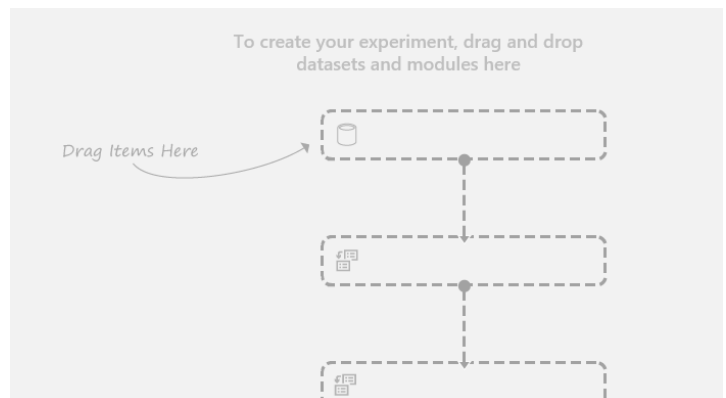 To create your experiment, drag and drop
datasets and modules here
Drag Items Here